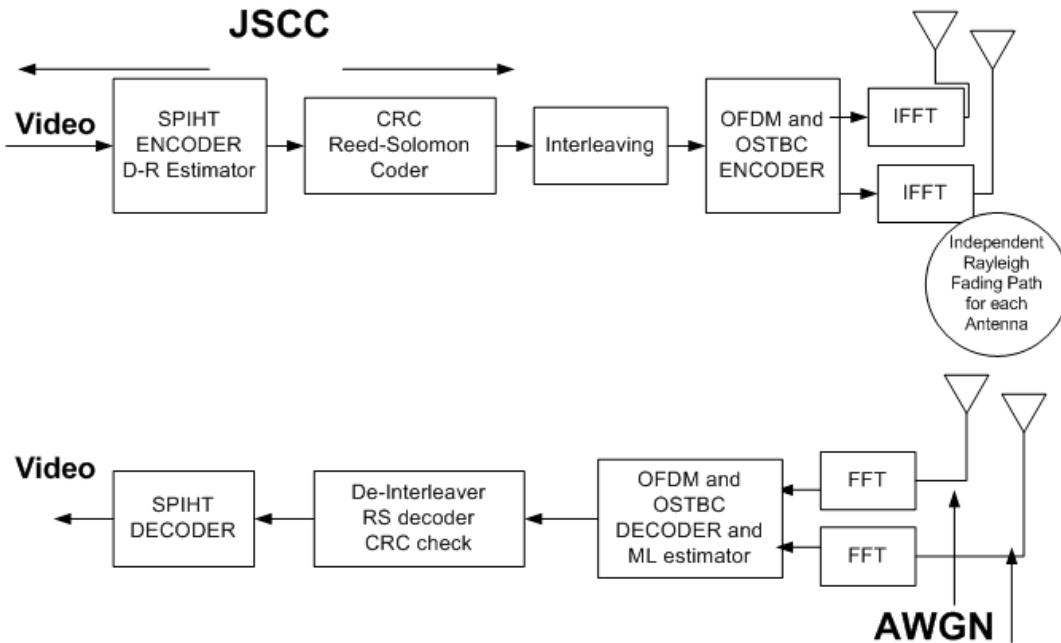 JSCC
Video
SPIHT
ENCODER
D-R Estimator
CRC
Reed-Solomon
Coder
Interleaving
OFDM and
OSTBC
ENCODER
IFFT
IFFT
Independent
Rayleigh
Fading Path
for each
Antenna
Video
SPIHT
DECODER
De-Interleaver
RS decoder
CRC check
OFDM and
OSTBC
DECODER and
ML estimator
FFT
FFT
AWGN